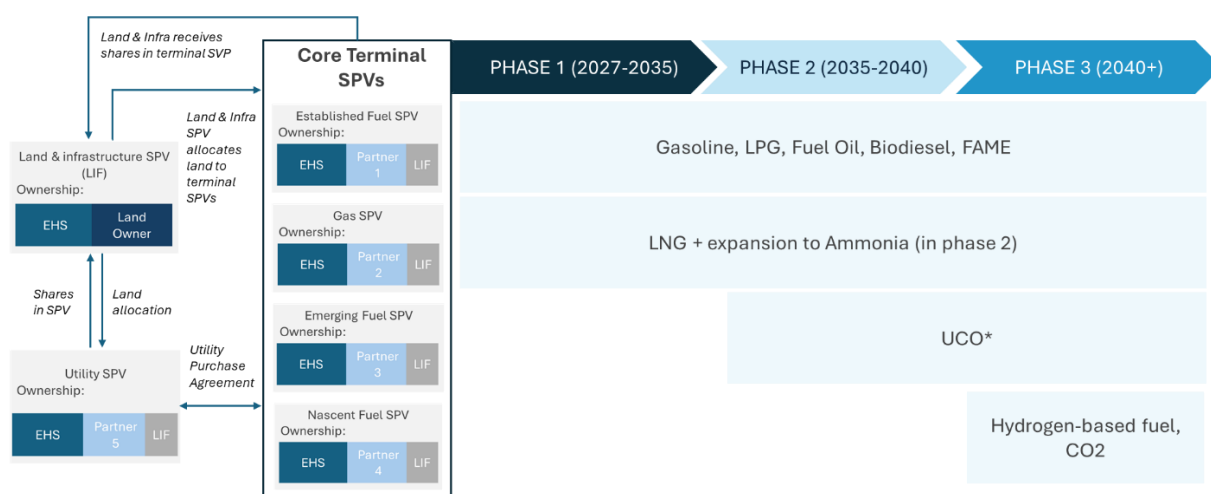 Land & Infra receives
shares in terminal SVP
Core Terminal
SPVs
PHASE 1 (2027-2035)
PHASE 2 (2035-2040)
PHASE 3 (2040+)
Land & Infra
SPV
allocates
land to
terminal
SPVs
Land & infrastructure SPV
(LIF)
Ownership:
EHS
Land
Owner
Shares
in SPV
Land
allocation
Utility SPV
Ownership:
EHS
Partner
5
LIF
Utility
Purchase
Agreement
Established Fuel SPV
Ownership:
EHS
Partner
1
LIF
Gasoline, LPG, Fuel Oil, Biodiesel, FAME
Gas SPV
Ownership:
EHS
Partner
2
LIF
LNG + expansion to Ammonia (in phase 2)
Emerging Fuel SPV
Ownership:
EHS
Partner
3
LIF
UCO*
Nascent Fuel SPV
Ownership:
EHS
Partner
4
LIF
Hydrogen-based fuel,
CO2